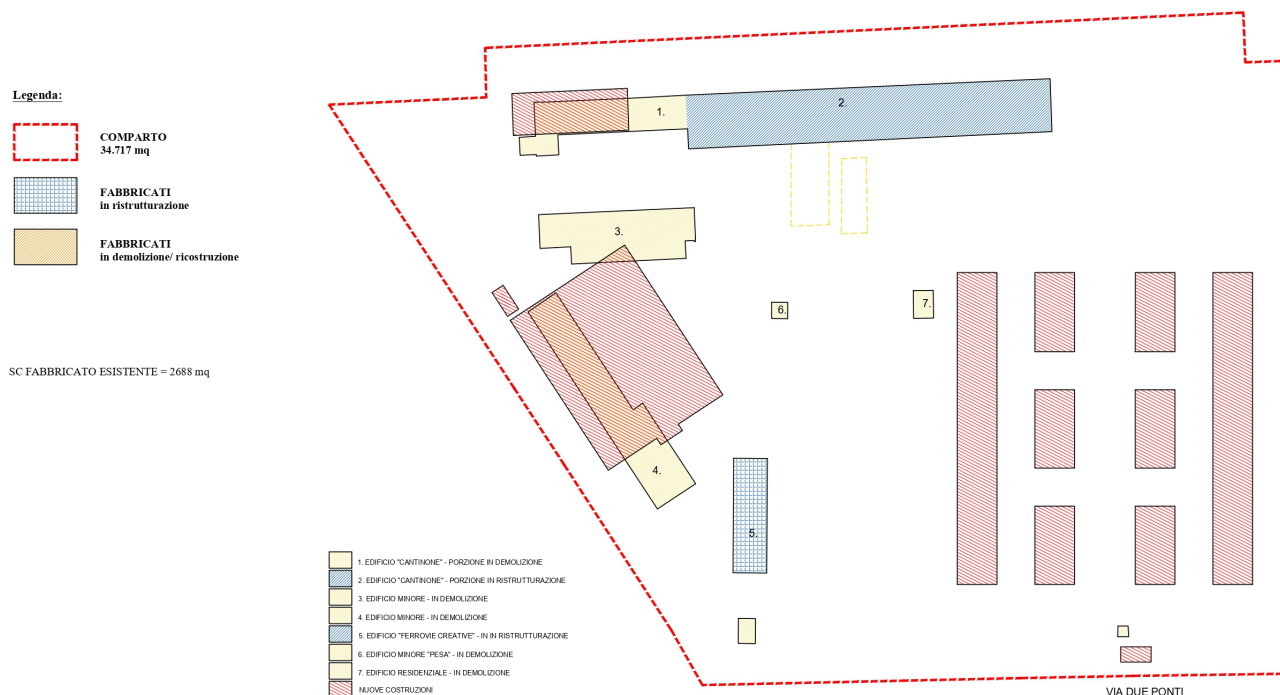 Legenda:
COMPARTO
34.717 mq
FABBRICATI
in ristrutturazione
FABBRICATI
in demolizione/ ricostruzione
SC FABBRICATO ESISTENTE = 2688 mq
1.
2.
3.
4.
5.
6.
7.
1. EDIFICIO "CANTINONE" - PORZIONE IN DEMOLIZIONE
2. EDIFICIO "CANTINONE" - PORZIONE IN RISTRUTTURAZIONE
3. EDIFICIO MINORE - IN DEMOLIZIONE
4. EDIFICIO MINORE - IN DEMOLIZIONE
5. EDIFICIO "FERROVIE CREATIVE" - IN IN RISTRUTTURAZIONE
6. EDIFICIO MINORE "PESA" - IN DEMOLIZIONE
7. EDIFICIO RESIDENZIALE - IN DEMOLIZIONE
NUOVE COSTRUZIONI
VIA DUE PONTI